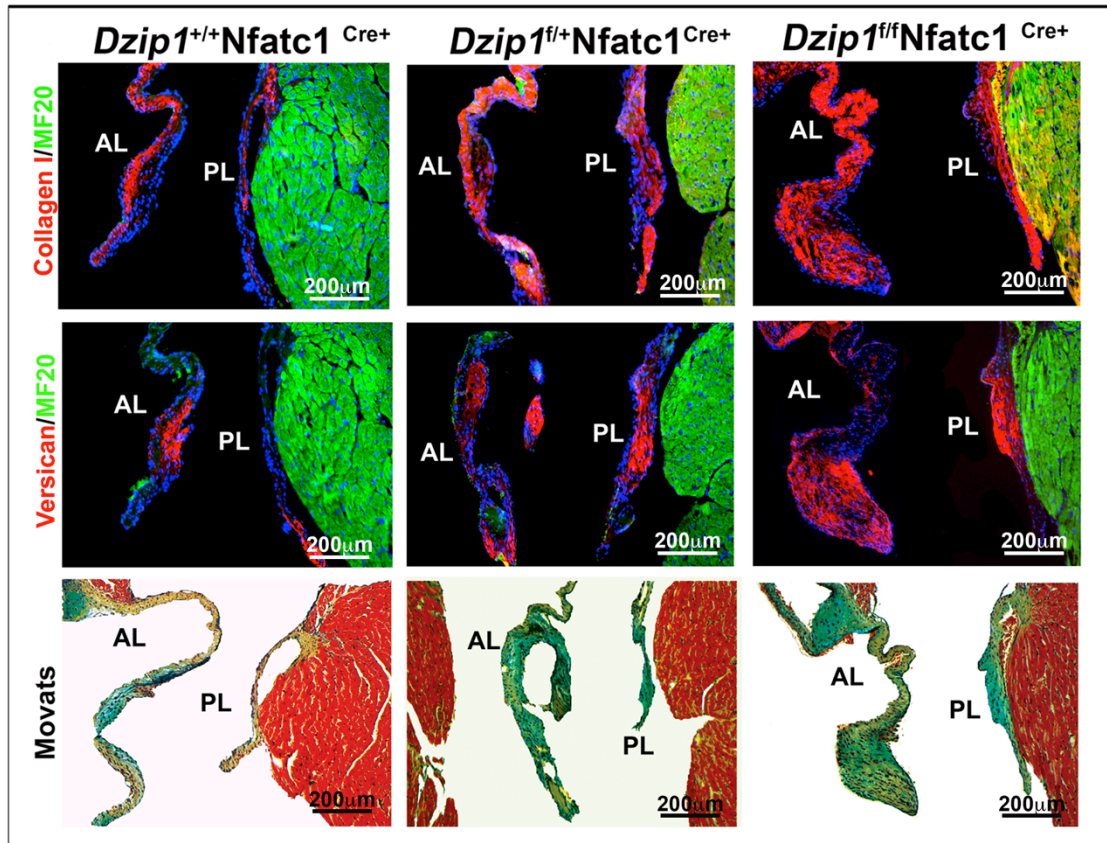 Dzip1+/+Nfatc1 Cre+ Dzip1f/+Nfatc1Cre+ Dzip1f/fNfatc1 Cre+
Collagen I/MF20
AL PL 200μm AL PL 200μm AL PL 200μm
Versican/MF20
AL PL 200μm AL PL 200μm AL PL 200μm
Movats
AL PL 200μm AL PL 200μm AL PL 200μm